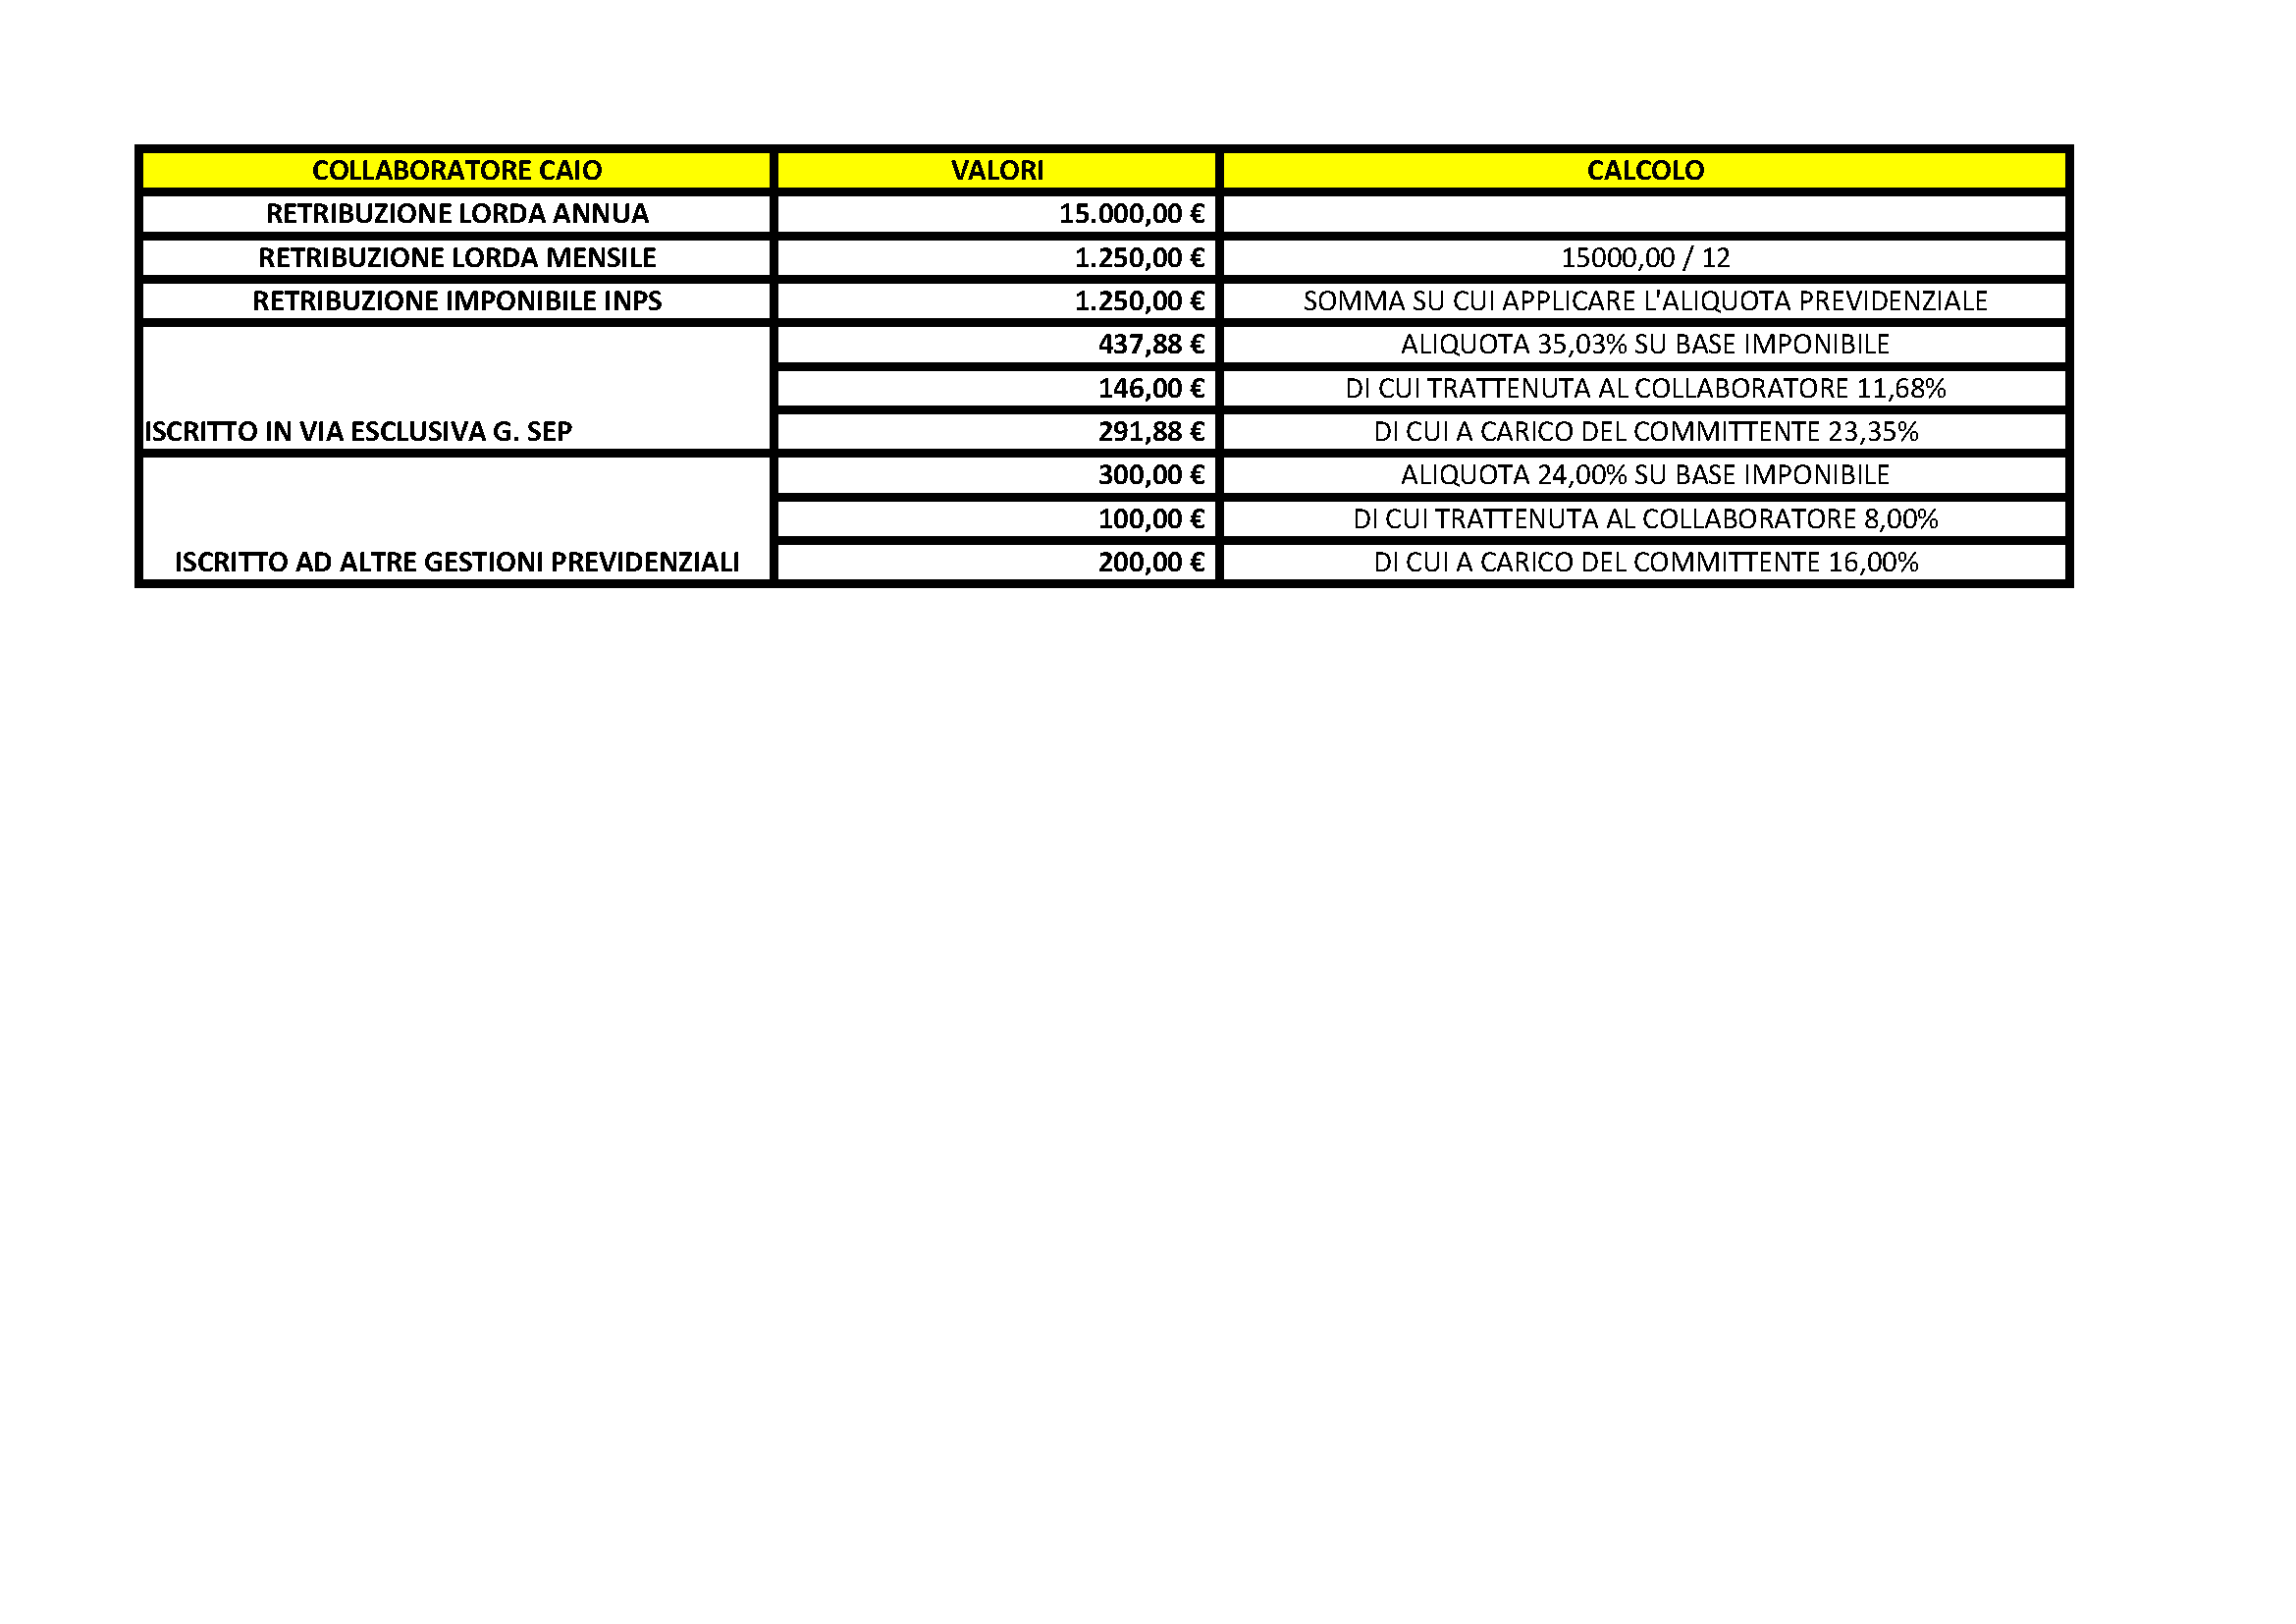 COLLABORATORE CAIO VALORI CALCOLO
RETRIBUZIONE LORDA ANNUA 15.000,00 €
RETRIBUZIONE LORDA MENSILE 1.250,00 € 15000,00 / 12
RETRIBUZIONE IMPONIBILE INPS 1.250,00 € SOMMA SU CUI APPLICARE L'ALIQUOTA PREVIDENZIALE
437,88 € ALIQUOTA 35,03% SU BASE IMPONIBILE
146,00 € DI CUI TRATTENUTA AL COLLABORATORE 11,68%
ISCRITTO IN VIA ESCLUSIVA G. SEP 291,88 € DI CUI A CARICO DEL COMMITTENTE 23,35%
300,00 € ALIQUOTA 24,00% SU BASE IMPONIBILE
100,00 € DI CUI TRATTENUTA AL COLLABORATORE 8,00%
ISCRITTO AD ALTRE GESTIONI PREVIDENZIALI 200,00 € DI CUI A CARICO DEL COMMITTENTE 16,00%